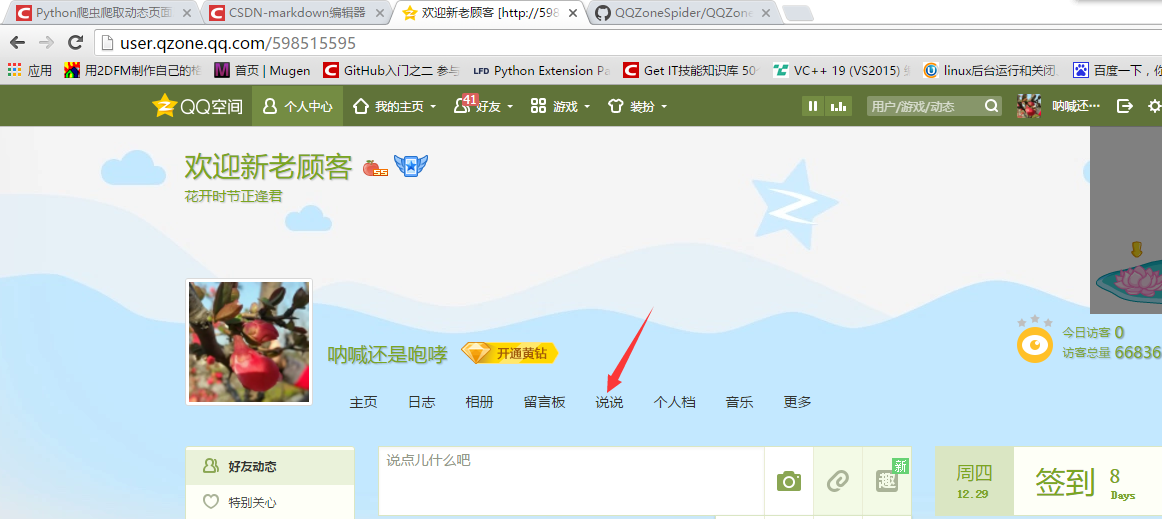 Python爬虫爬取动态页面
CSDN-markdown编辑器
欢迎新老顾客 [http://598
QQZoneSpider/QQZone
user.qzone.qq.com/598515595
应用
用2DFM制作自己的格
首页 | Mugen
GitHub入门之二 参与
LFD Python Extension Pa
Get IT技能知识库 50
VC++ 19 (VS2015) 编
linux后台运行和关闭
百度一下，你
QQ空间
个人中心
我的主页
41
好友
游戏
装扮
用户/游戏/动态
呐喊还···
欢迎新老顾客
花开时节正逢君
呐喊还是咆哮
开通黄钻
今日访客 0
访客总量 66836
主页 日志 相册 留言板 说说 个人档 音乐 更多
好友动态
特别关心
说点儿什么吧
趣
新
周四
12.29
签到
8
Days